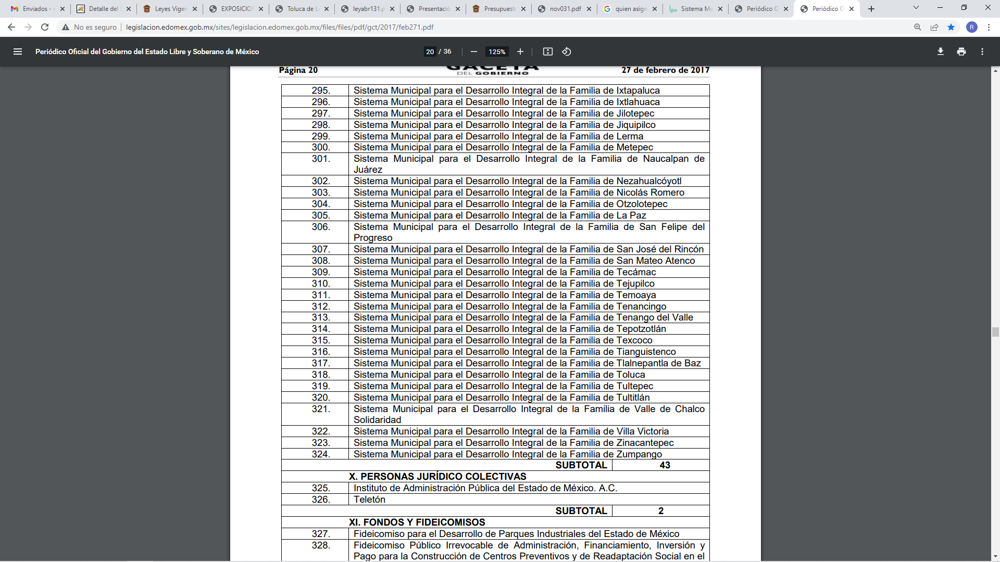 Enviados - r
Detalle del S
Leyes Vigen
EXPOSICIO
Toluca de L
leyabr131.p
Presentació
Presupuesto
nov031.pdf
quien asign
Sistema Mu
Periódico O
Periódico O
No es seguro
legislacion.edomex.gob.mx/sites/legislacion.edomex.gob.mx/files/files/pdf/gct/2017/feb271.pdf
R
Periódico Oficial del Gobierno del Estado Libre y Soberano de México
20 / 36
125%
Página 20
GACETA
DEL GOBIERNO
27 de febrero de 2017
295. Sistema Municipal para el Desarrollo Integral de la Familia de Ixtapaluca
296. Sistema Municipal para el Desarrollo Integral de la Familia de Ixtlahuaca
297. Sistema Municipal para el Desarrollo Integral de la Familia de Jilotepec
298. Sistema Municipal para el Desarrollo Integral de la Familia de Jiquipilco
299. Sistema Municipal para el Desarrollo Integral de la Familia de Lerma
300. Sistema Municipal para el Desarrollo Integral de la Familia de Metepec
301. Sistema Municipal para el Desarrollo Integral de la Familia de Naucalpan de
Juárez
302. Sistema Municipal para el Desarrollo Integral de la Familia de Nezahualcóyotl
303. Sistema Municipal para el Desarrollo Integral de la Familia de Nicolás Romero
304. Sistema Municipal para el Desarrollo Integral de la Familia de Otzolotepec
305. Sistema Municipal para el Desarrollo Integral de la Familia de La Paz
306. Sistema Municipal para el Desarrollo Integral de la Familia de San Felipe del
Progreso
307. Sistema Municipal para el Desarrollo Integral de la Familia de San José del Rincón
308. Sistema Municipal para el Desarrollo Integral de la Familia de San Mateo Atenco
309. Sistema Municipal para el Desarrollo Integral de la Familia de Tecámac
310. Sistema Municipal para el Desarrollo Integral de la Familia de Tejupilco
311. Sistema Municipal para el Desarrollo Integral de la Familia de Temoaya
312. Sistema Municipal para el Desarrollo Integral de la Familia de Tenancingo
313. Sistema Municipal para el Desarrollo Integral de la Familia de Tenango del Valle
314. Sistema Municipal para el Desarrollo Integral de la Familia de Tepotzotlán
315. Sistema Municipal para el Desarrollo Integral de la Familia de Texcoco
316. Sistema Municipal para el Desarrollo Integral de la Familia de Tianguistenco
317. Sistema Municipal para el Desarrollo Integral de la Familia de Tlalnepantla de Baz
318. Sistema Municipal para el Desarrollo Integral de la Familia de Toluca
319. Sistema Municipal para el Desarrollo Integral de la Familia de Tultepec
320. Sistema Municipal para el Desarrollo Integral de la Familia de Tultitlán
321. Sistema Municipal para el Desarrollo Integral de la Familia de Valle de Chalco
Solidaridad
322. Sistema Municipal para el Desarrollo Integral de la Familia de Villa Victoria
323. Sistema Municipal para el Desarrollo Integral de la Familia de Zinacantepec
324. Sistema Municipal para el Desarrollo Integral de la Familia de Zumpango
SUBTOTAL 43
X. PERSONAS JURÍDICO COLECTIVAS
325. Instituto de Administración Pública del Estado de México. A.C.
326. Teletón
SUBTOTAL 2
XI. FONDOS Y FIDEICOMISOS
327. Fideicomiso para el Desarrollo de Parques Industriales del Estado de México
328. Fideicomiso Público Irrevocable de Administración, Financiamiento, Inversión y
Pago para la Construcción de Centros Preventivos y de Readaptación Social en el